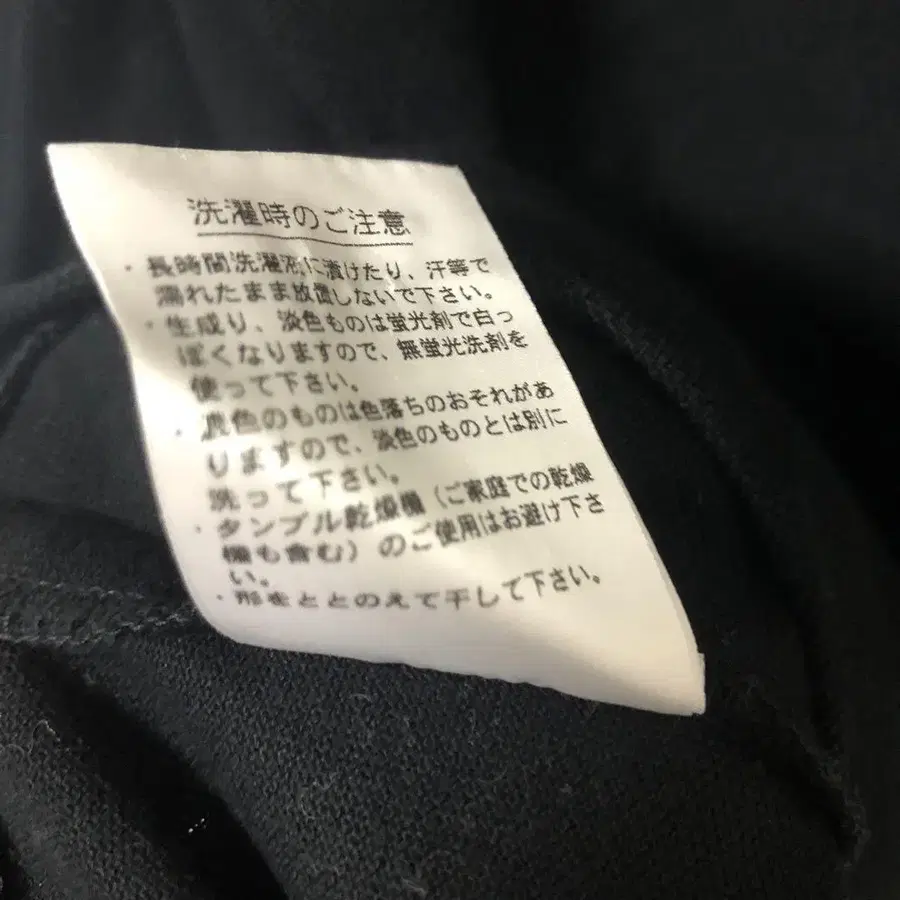 洗濯時のご注意
・長時間洗濯液に漬けたり、汗等で
濡れたまま放置しないで下さい。
・生成り、淡色ものは蛍光剤で白っ
ぽくなりますので、無蛍光洗剤を
使って下さい。
・濃色のものは色落ちのおそれがあ
りますので、淡色のものとは別に
洗って下さい。
・タンブル乾燥機（ご家庭での乾燥
機も含む）のご使用はお避け下さ
い。
・形をととのえて干して下さい。